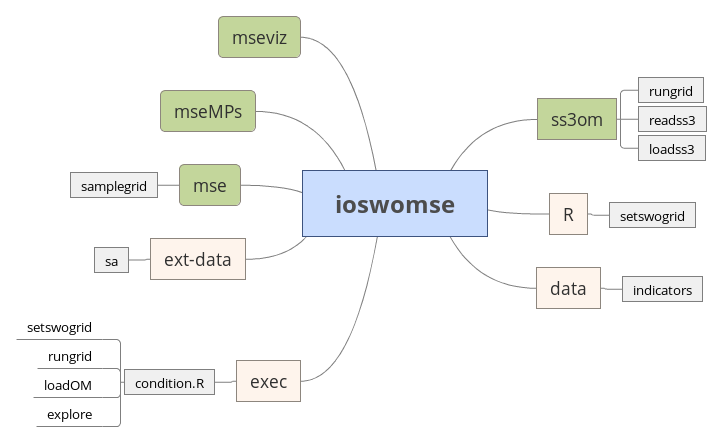 mseviz
mseMPs
mse
samplegrid
ext-data
sa
exec
condition.R
setswogrid
rungrid
loadOM
explore
ioswomse
ss3om
rungrid
readss3
loadss3
R
setswogrid
data
indicators